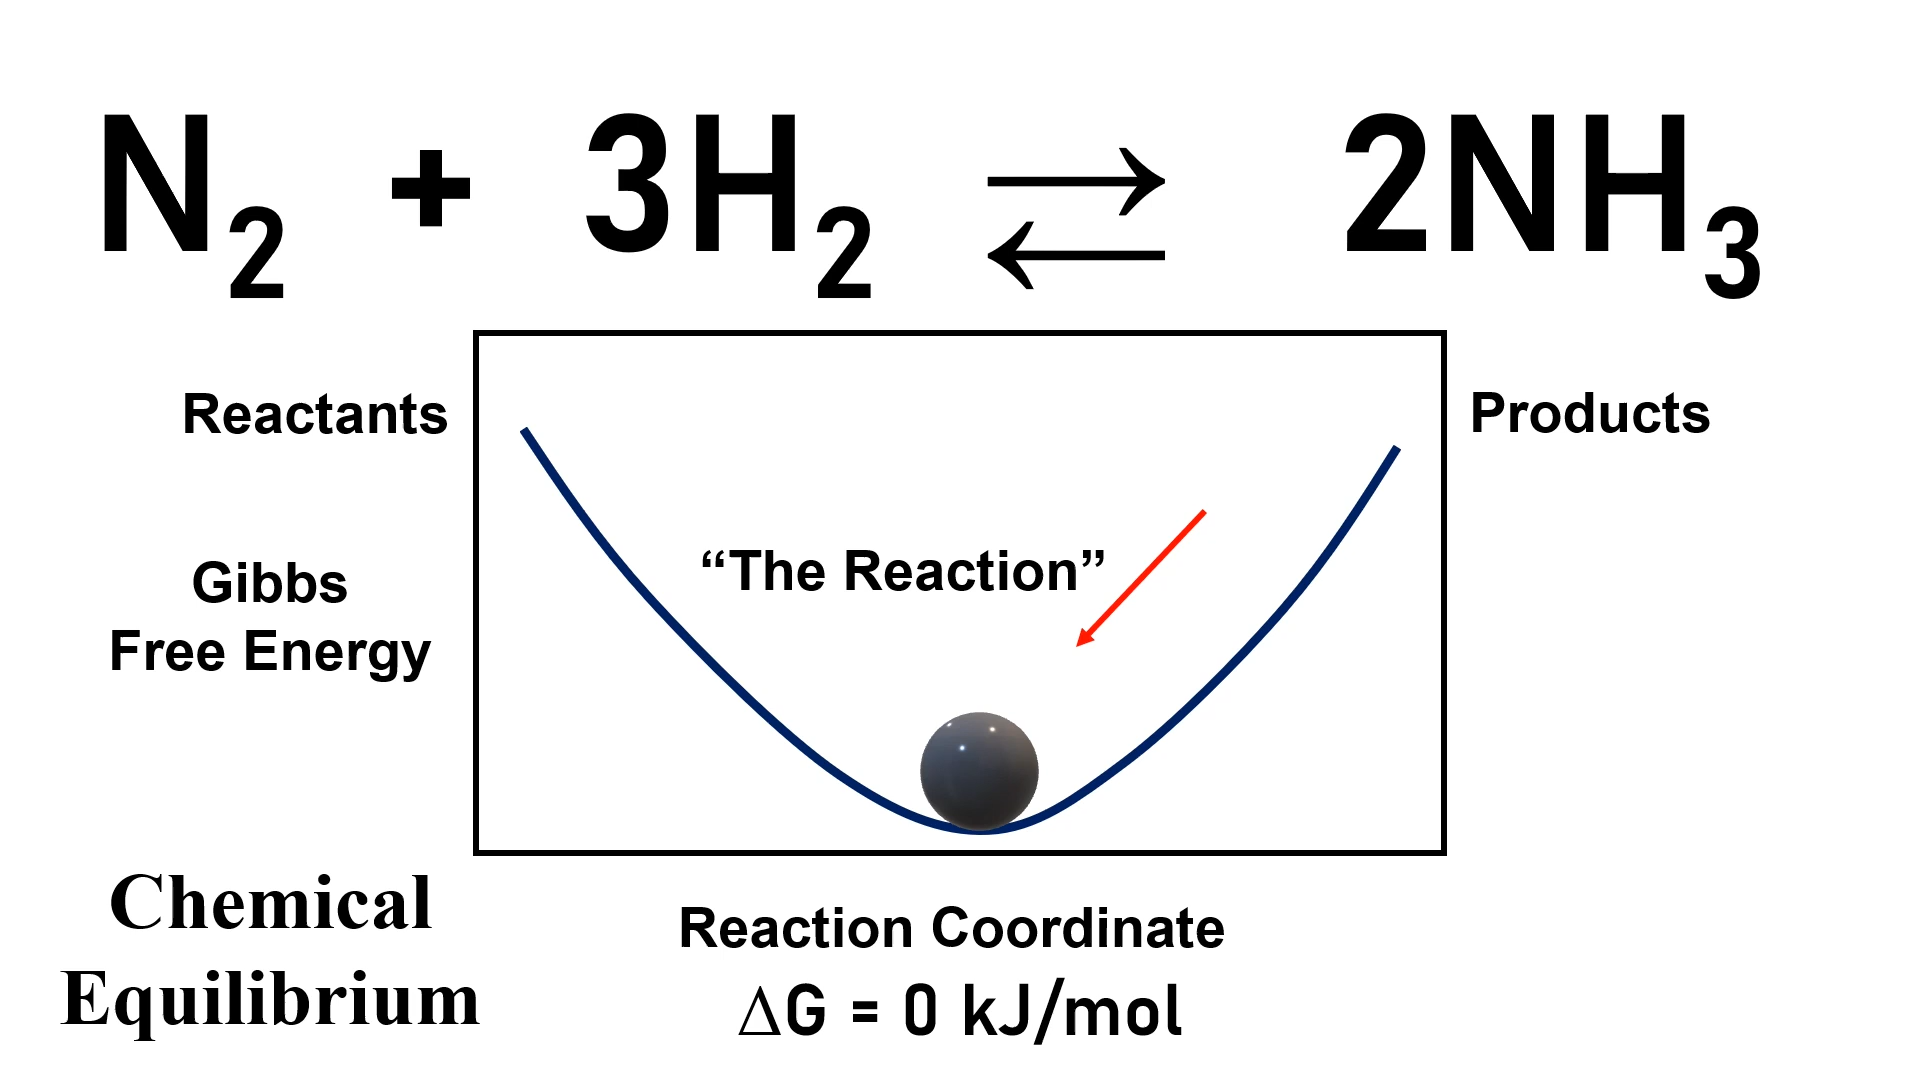 N₂ + 3H₂ ⇄ 2NH₃
Reactants
Products
“The Reaction”
Gibbs
Free Energy
Chemical
Equilibrium
Reaction Coordinate
ΔG = 0 kJ/mol